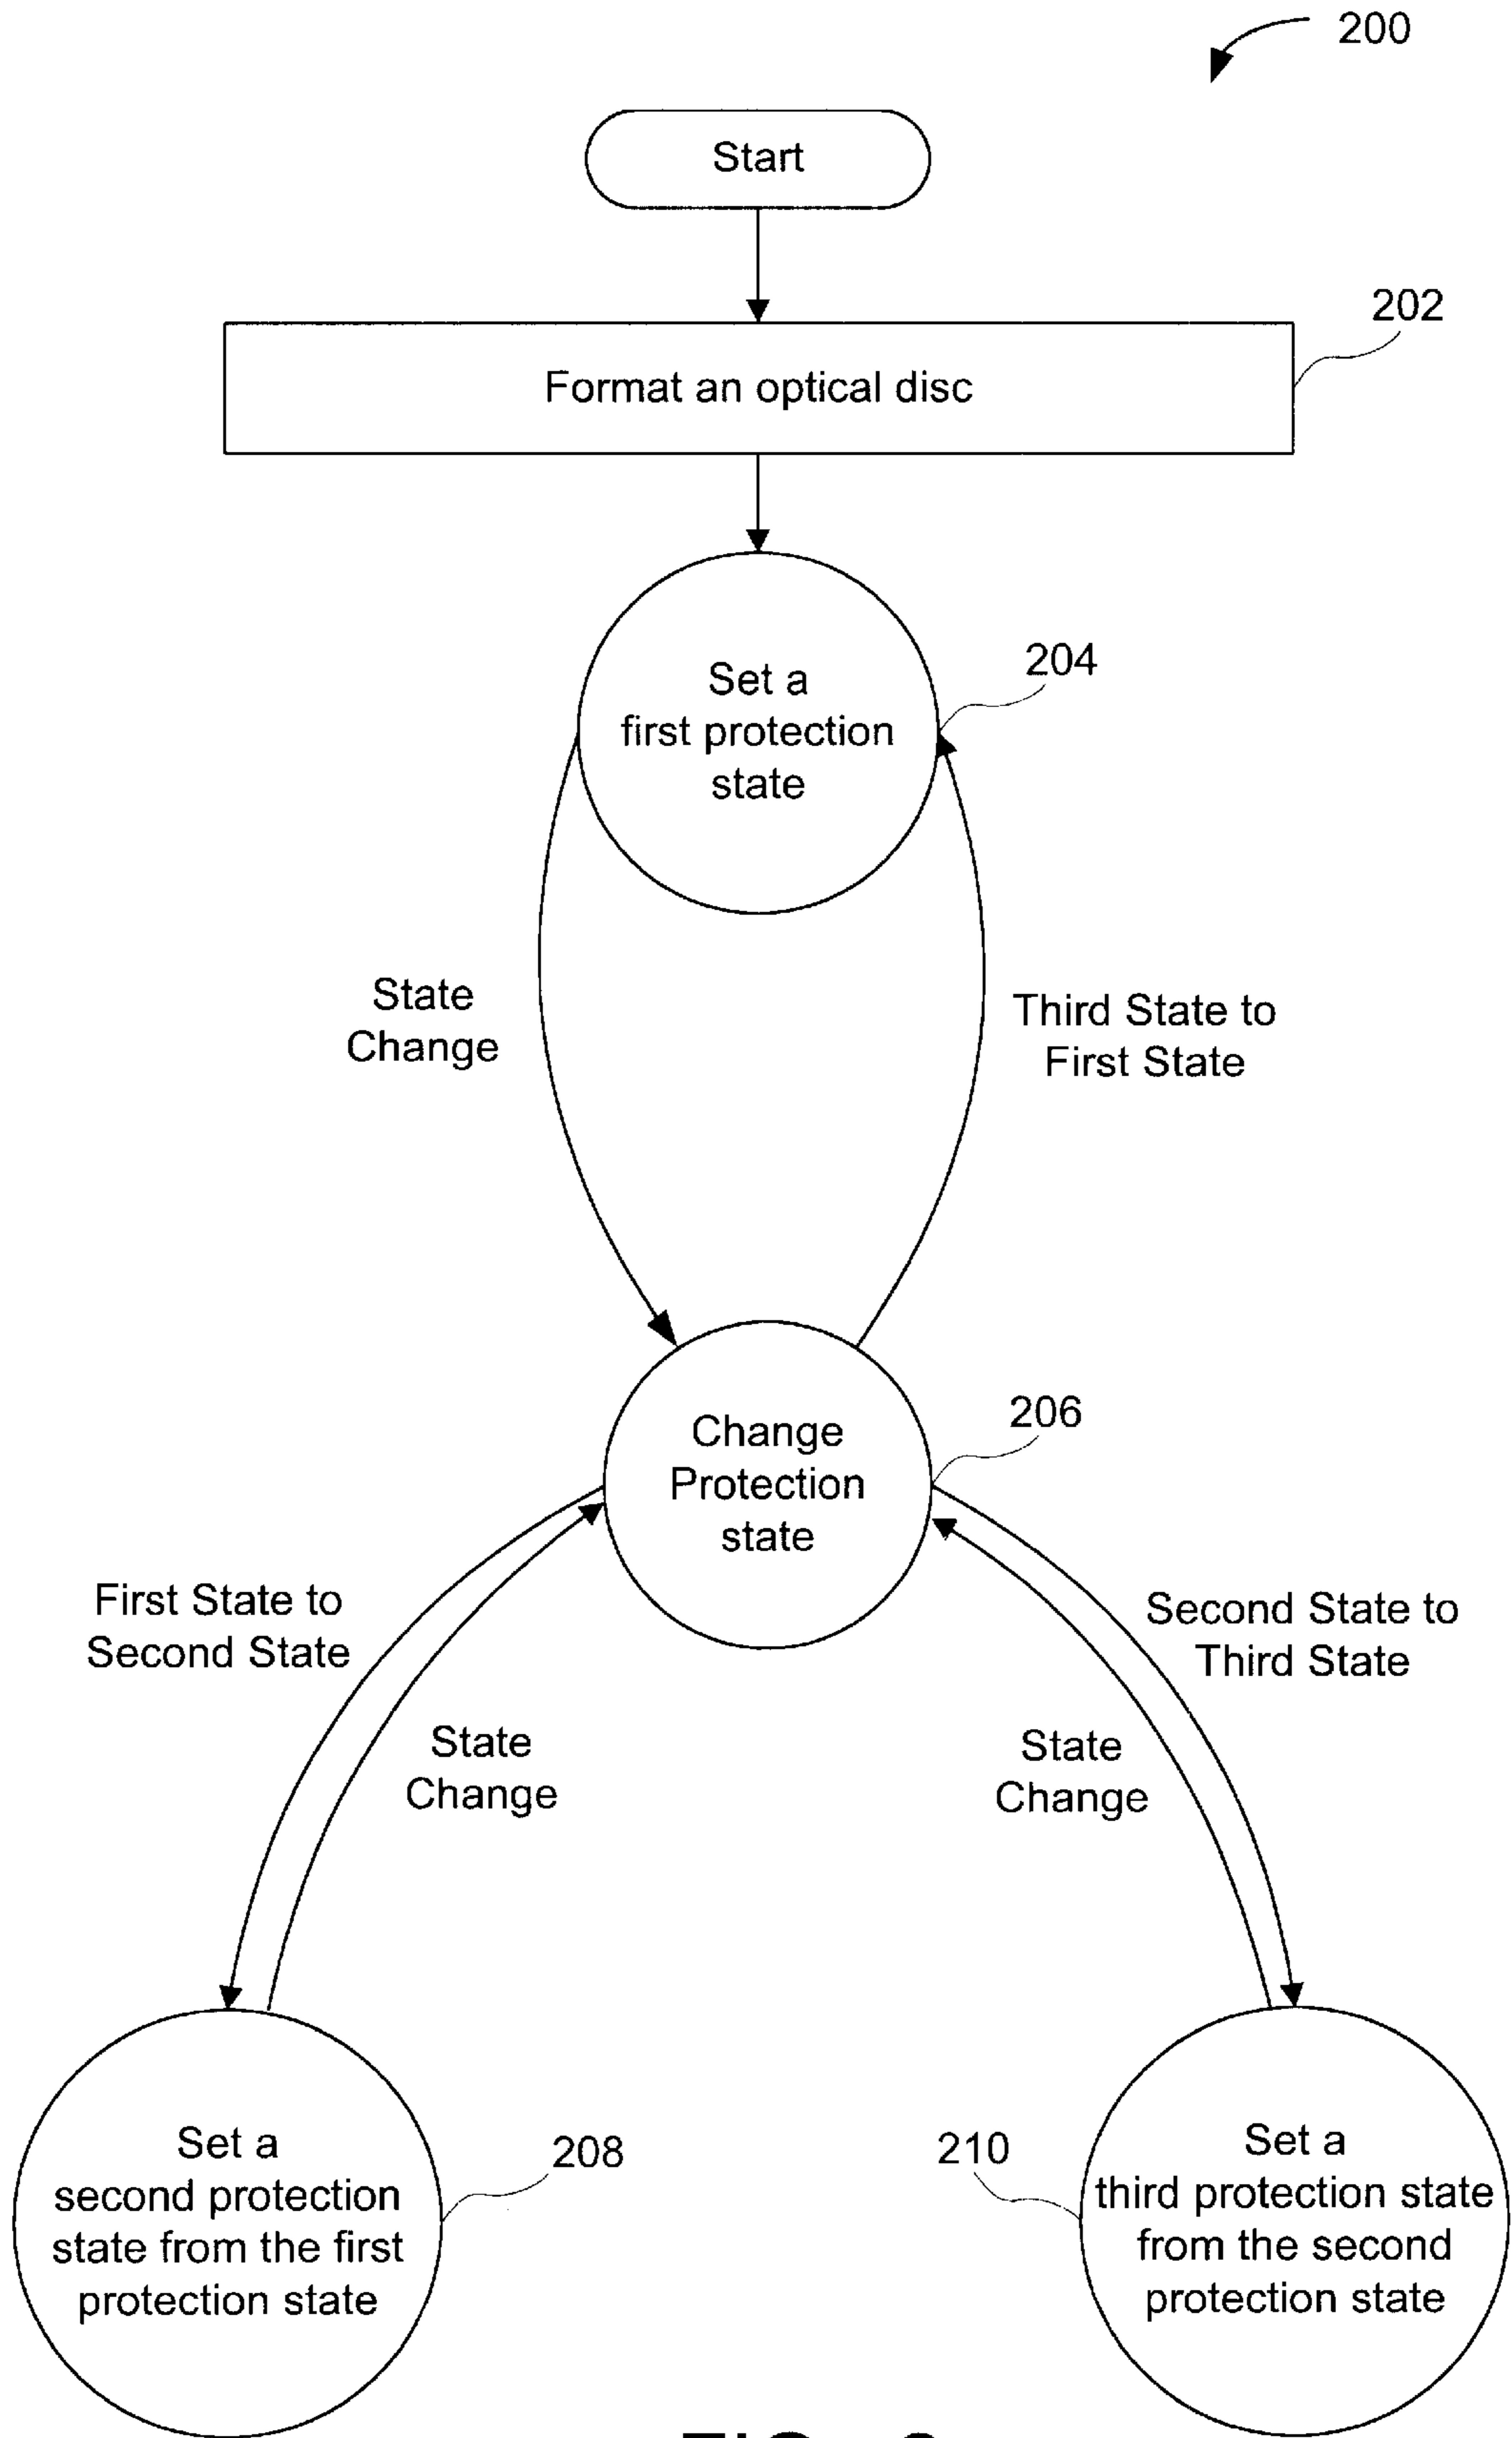 200
Start
202
Format an optical disc
204
Set a
first protection
state
State
Change
Third State to
First State
206
Change
Protection
state
First State to
Second State
Second State to
Third State
State
Change
State
Change
208
Set a
second protection
state from the first
protection state
210
Set a
third protection state
from the second
protection state